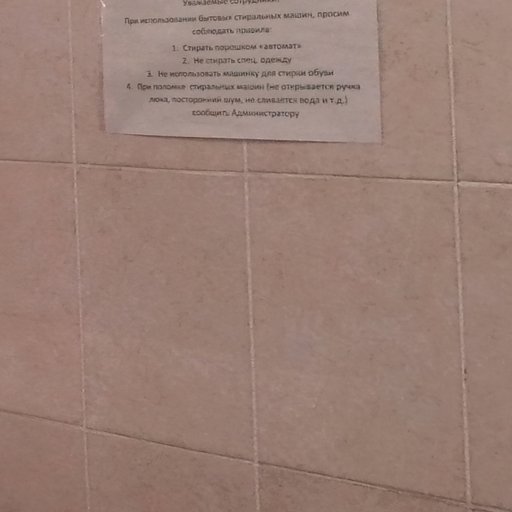 Уважаемые сотрудники!
При использовании бытовых стиральных машин, просим
соблюдать правила:
1. Стирать порошком «автомат»
2. Не стирать спец. одежду
3. Не использовать машинку для стирки обуви
4. При поломке стиральных машин (не открывается ручка
люка, посторонний шум, не сливается вода и т.д.)
сообщить Администратору